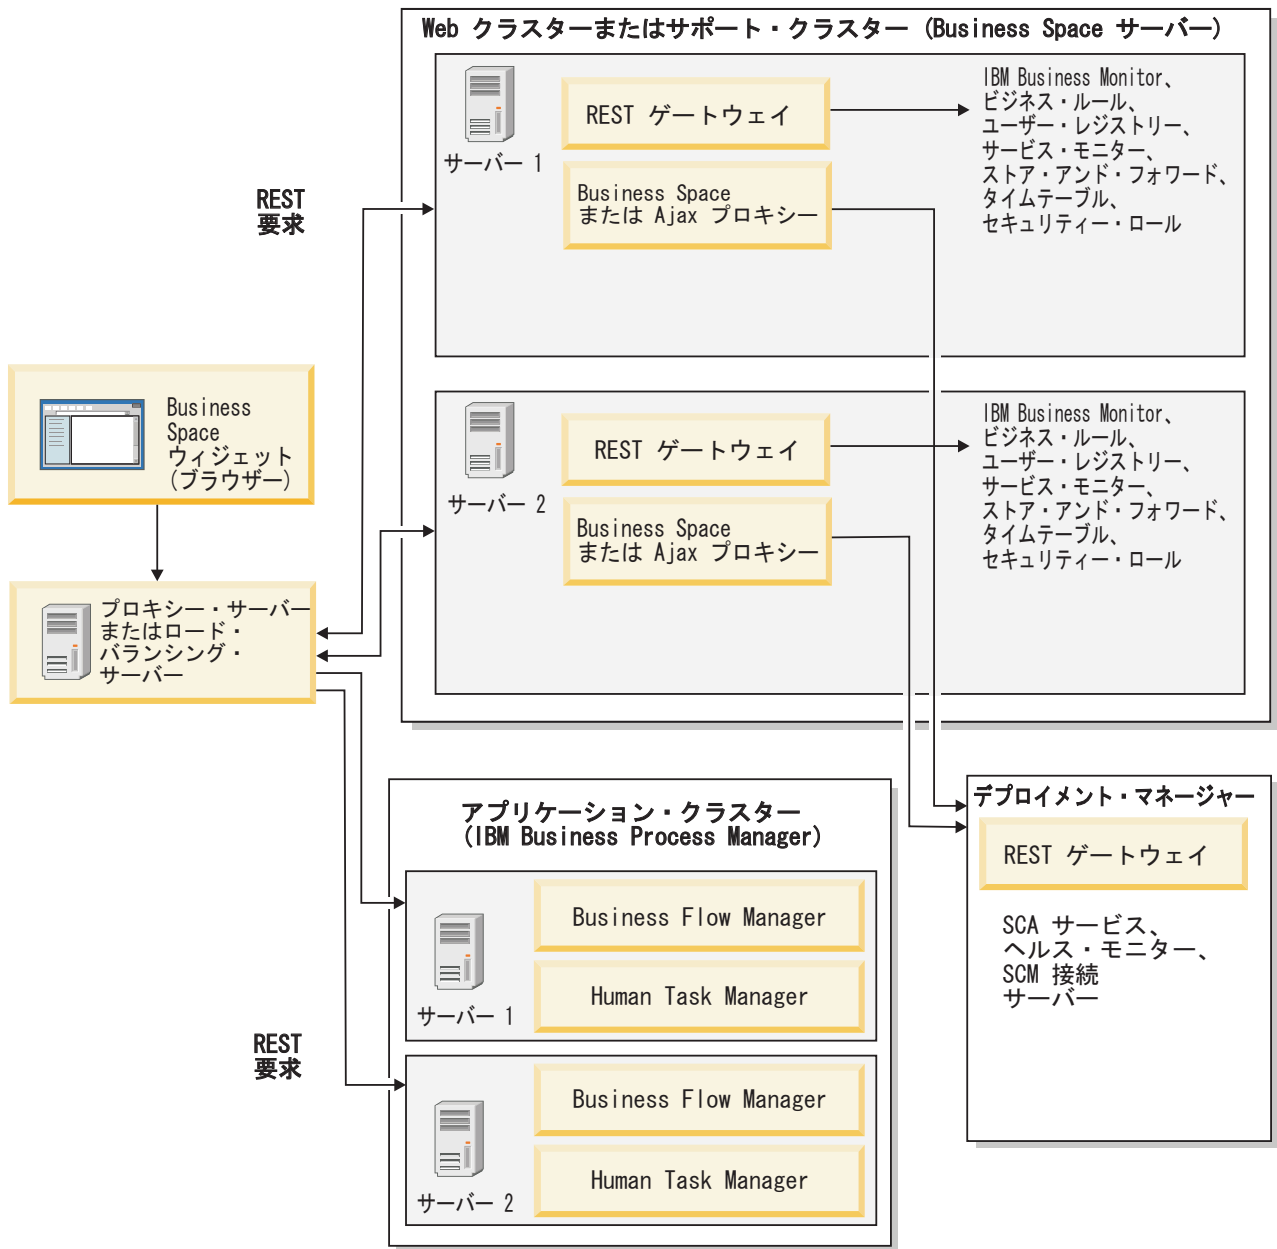 Web クラスターまたはサポート・クラスター (Business Space サーバー)
サーバー 1
REST ゲートウェイ
Business Space
または Ajax プロキシー
IBM Business Monitor、
ビジネス・ルール、
ユーザー・レジストリー、
サービス・モニター、
ストア・アンド・フォワード、
タイムテーブル、
セキュリティー・ロール
REST
要求
サーバー 2
REST ゲートウェイ
Business Space
または Ajax プロキシー
IBM Business Monitor、
ビジネス・ルール、
ユーザー・レジストリー、
サービス・モニター、
ストア・アンド・フォワード、
タイムテーブル、
セキュリティー・ロール
Business
Space
ウィジェット
(ブラウザー)
プロキシー・サーバー
またはロード・
バランシング・
サーバー
アプリケーション・クラスター
(IBM Business Process Manager)
サーバー 1
Business Flow Manager
Human Task Manager
REST
要求
サーバー 2
Business Flow Manager
Human Task Manager
デプロイメント・マネージャー
REST ゲートウェイ
SCA サービス、
ヘルス・モニター、
SCM 接続
サーバー